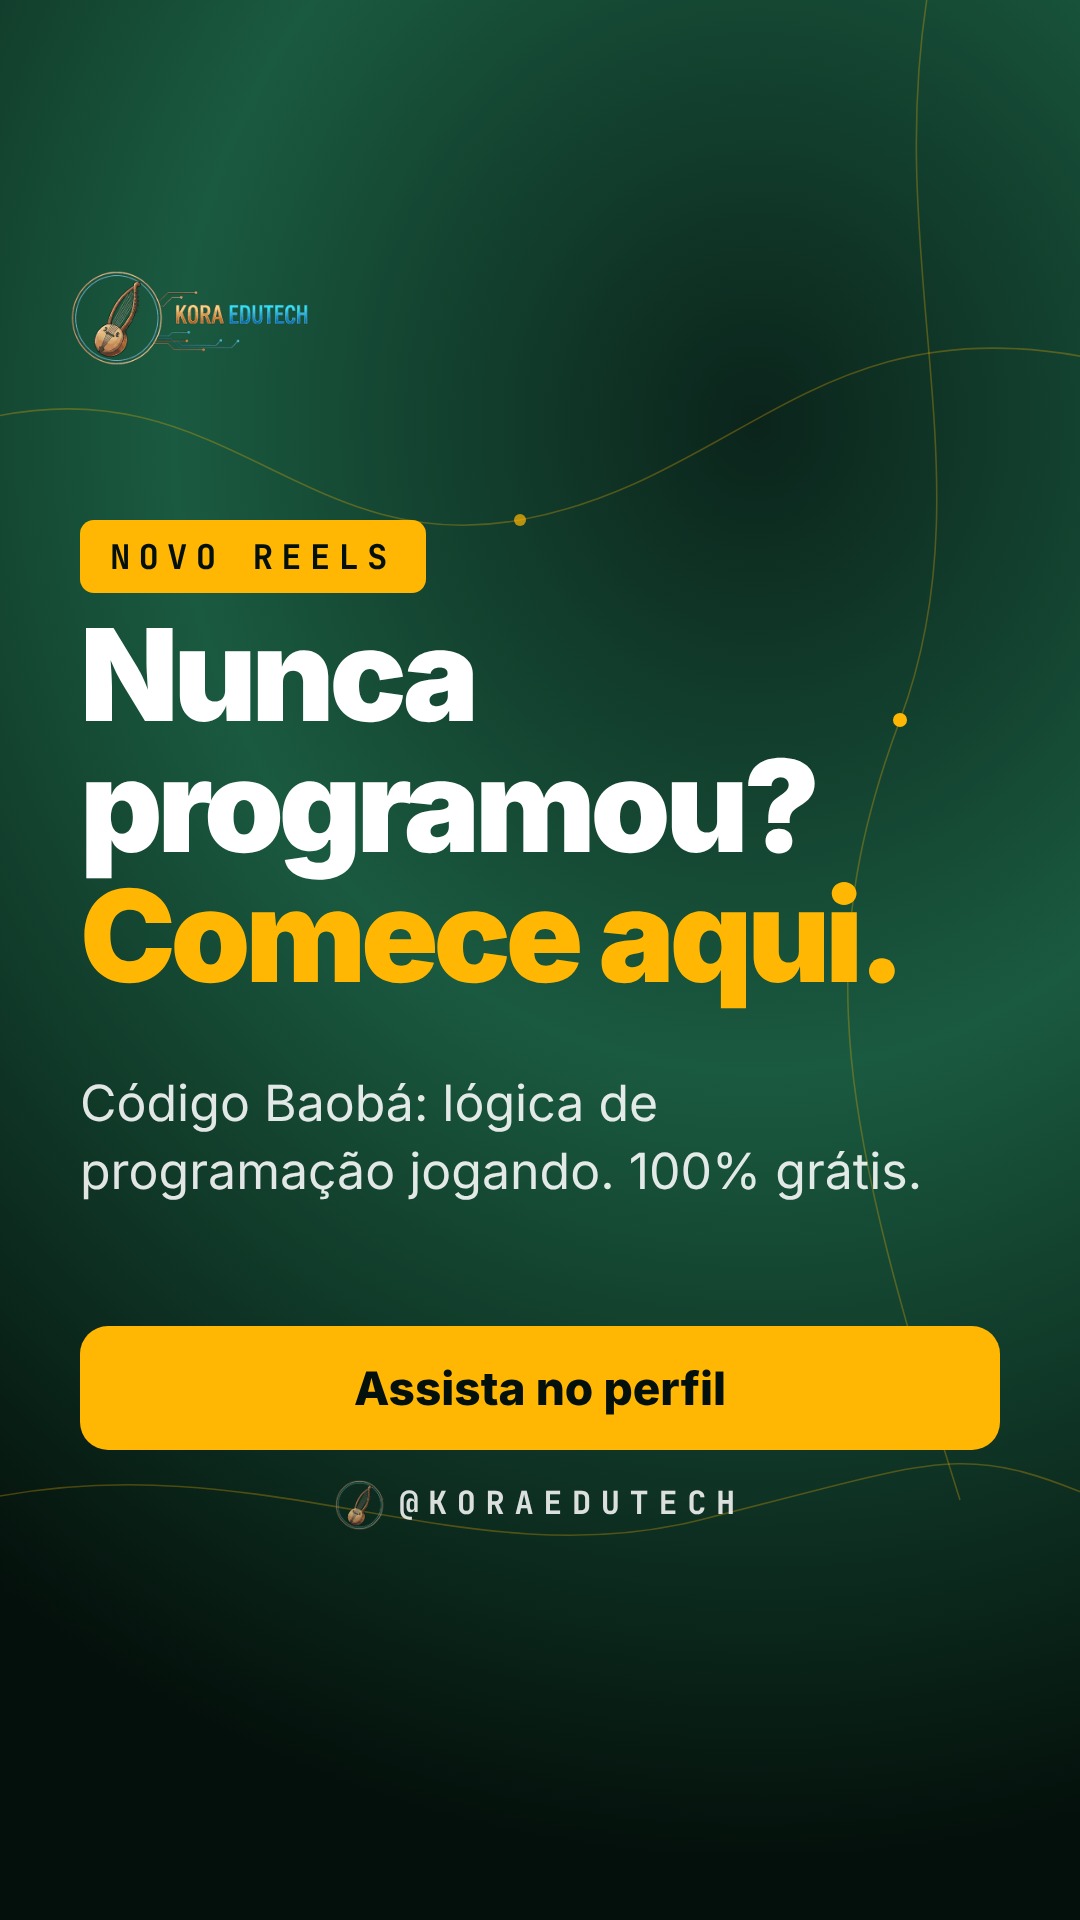 KORA EDUTECH
NOVO REELS
Nunca
programou?
Comece aqui.
Código Baobá: lógica de
programação jogando. 100% grátis.
Assista no perfil
@KORAEDUTECH